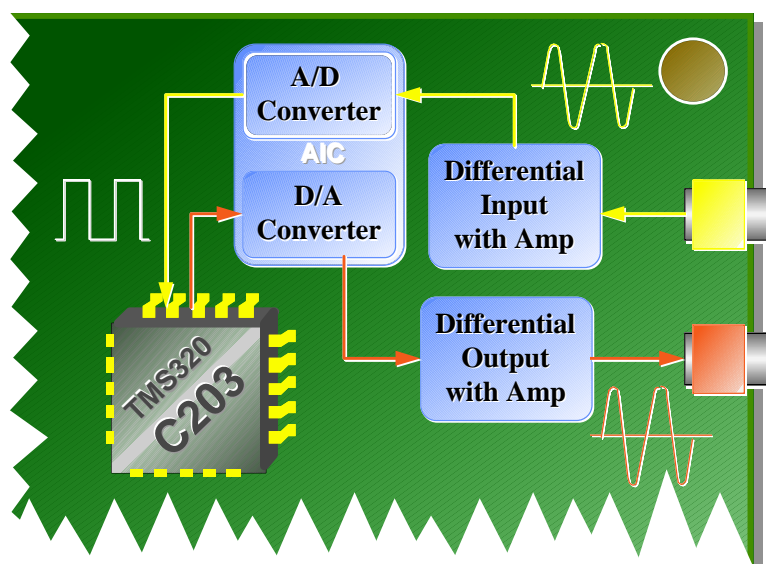 A/D
Converter
AIC
D/A
Converter
Differential
Input
with Amp
Differential
Output
with Amp
TMS320
C203